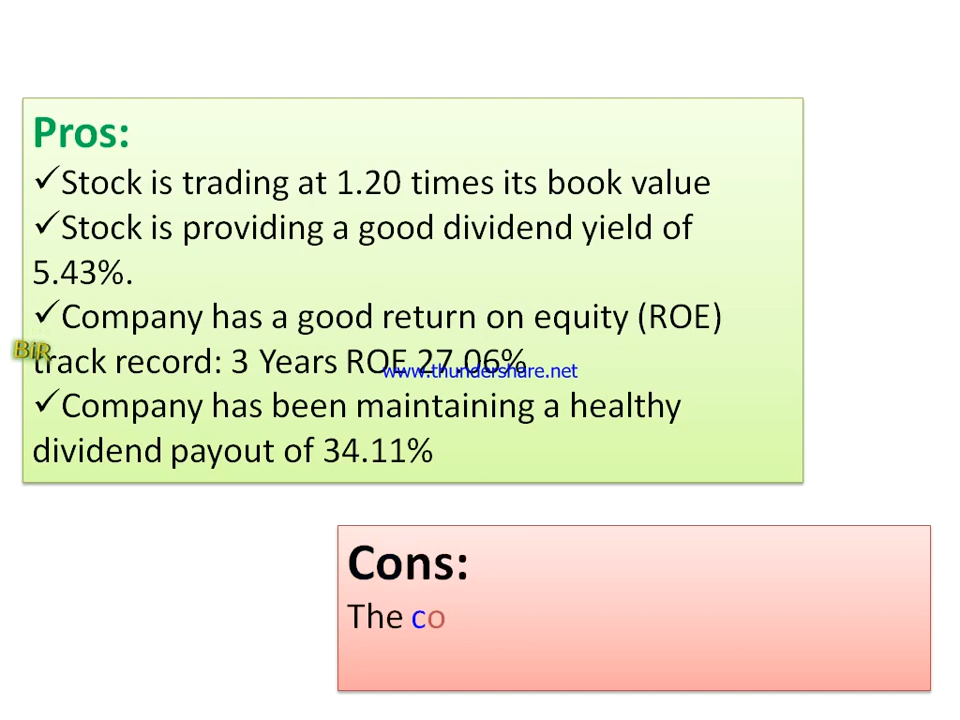 Pros:
✓Stock is trading at 1.20 times its book value
✓Stock is providing a good dividend yield of
5.43%.
✓Company has a good return on equity (ROE)
track record: 3 Years ROE 27.06%
BiR
www.thundershare.net
✓Company has been maintaining a healthy
dividend payout of 34.11%
Cons:
The co